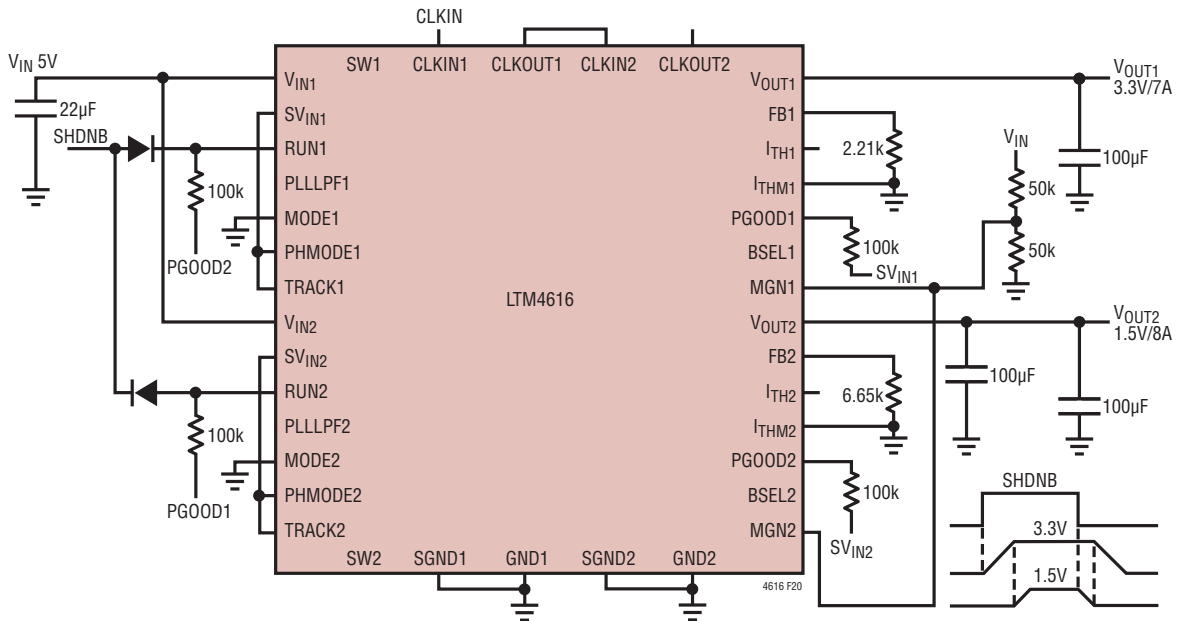 CLKIN
V_IN 5V
22µF
SHDNB
100k
PGOOD2
100k
PGOOD1
SW1 CLKIN1 CLKOUT1 CLKIN2 CLKOUT2
V_IN1
SV_IN1
RUN1
PLLLPF1
MODE1
PHMODE1
TRACK1
V_IN2
SV_IN2
RUN2
PLLLPF2
MODE2
PHMODE2
TRACK2
LTM4616
SW2 SGND1 GND1 SGND2 GND2
V_OUT1
FB1
I_TH1
I_THM1
PGOOD1
BSEL1
MGN1
V_OUT2
FB2
I_TH2
I_THM2
PGOOD2
BSEL2
MGN2
4616 F20
2.21k
100k
SV_IN1
V_IN
50k
50k
V_OUT1
3.3V/7A
100µF
V_OUT2
1.5V/8A
100µF
100µF
6.65k
100k
SV_IN2
SHDNB
3.3V
1.5V